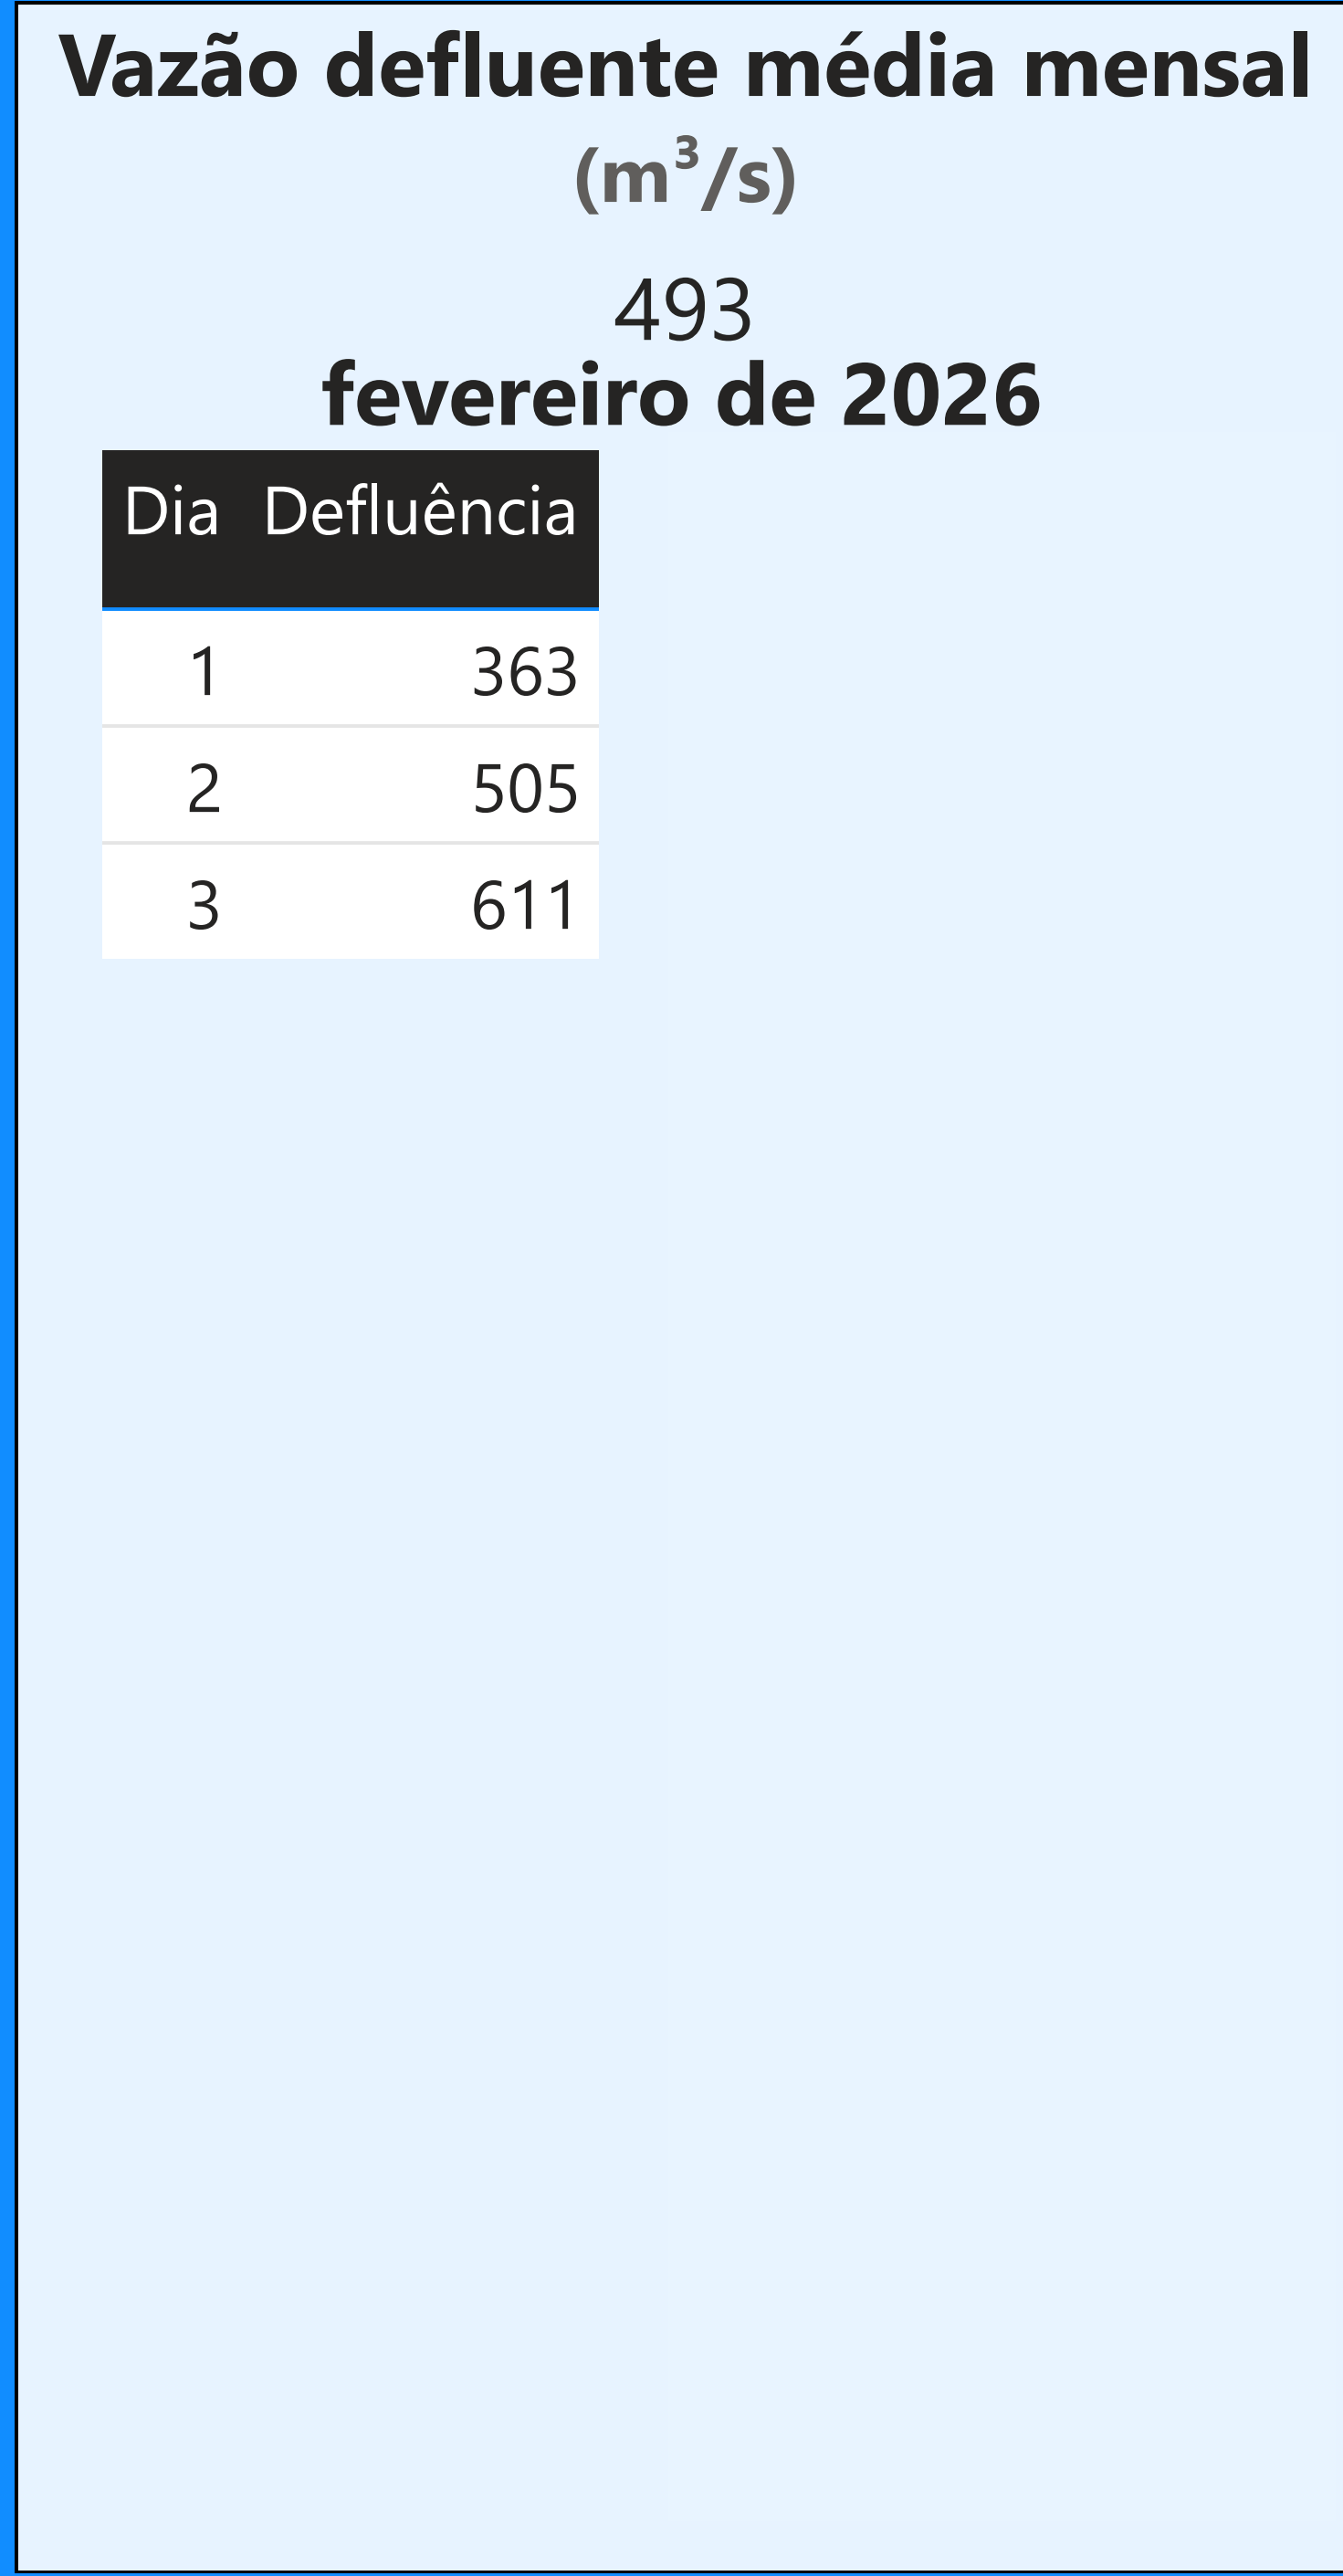 Vazão defluente média mensal
(m³/s)
493
fevereiro de 2026
Dia Defluência
1 363
2 505
3 611